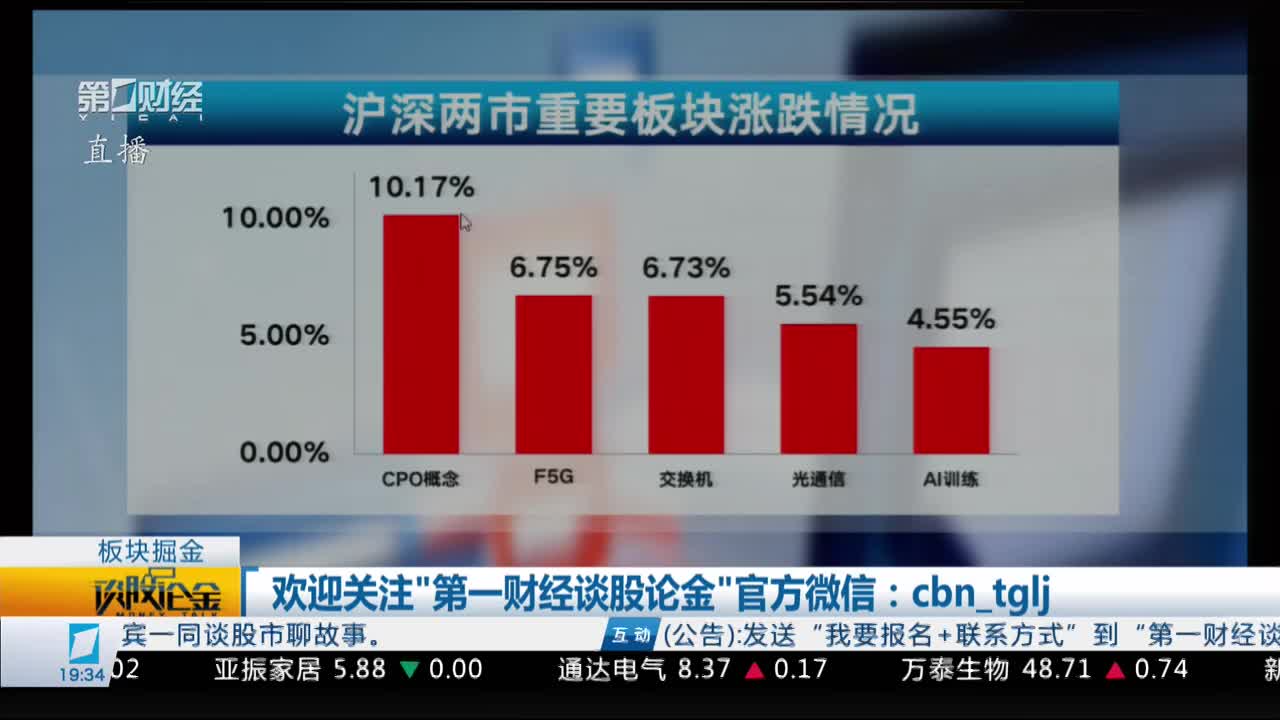 第一财经
YICAI
直播
沪深两市重要板块涨跌情况
10.17%
10.00%
6.75%
6.73%
5.54%
5.00%
4.55%
0.00%
CPO概念
F5G
交换机
光通信
AI训练
板块掘金
谈股论金
MONEY TALK
欢迎关注"第一财经谈股论金"官方微信：cbn_tglj
宾一同谈股市聊故事。
互动
(公告):发送“我要报名+联系方式”到“第一财经谈
19:34
02
亚振家居 5.88 ▼ 0.00
通达电气 8.37 ▲ 0.17
万泰生物 48.71 ▲ 0.74